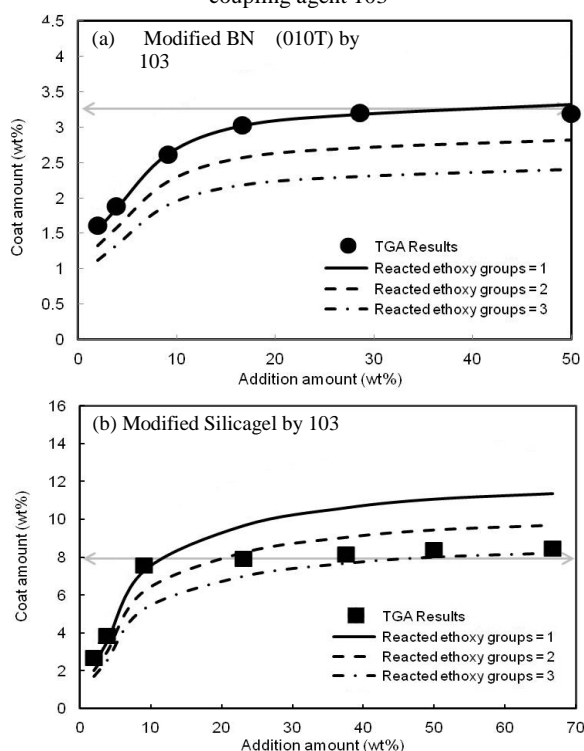 coupling agent 103
(a) Modified BN (010T) by
103
4.5
4
3.5
3
2.5
2
1.5
1
0.5
0
Coat amount (wt%)
TGA Results
Reacted ethoxy groups = 1
Reacted ethoxy groups = 2
Reacted ethoxy groups = 3
0 10 20 30 40 50
Addition amount (wt%)
(b) Modified Silicagel by 103
16
14
12
10
8
6
4
2
0
Coat amount (wt%)
TGA Results
Reacted ethoxy groups = 1
Reacted ethoxy groups = 2
Reacted ethoxy groups = 3
0 10 20 30 40 50 60 70
Addition amount (wt%)